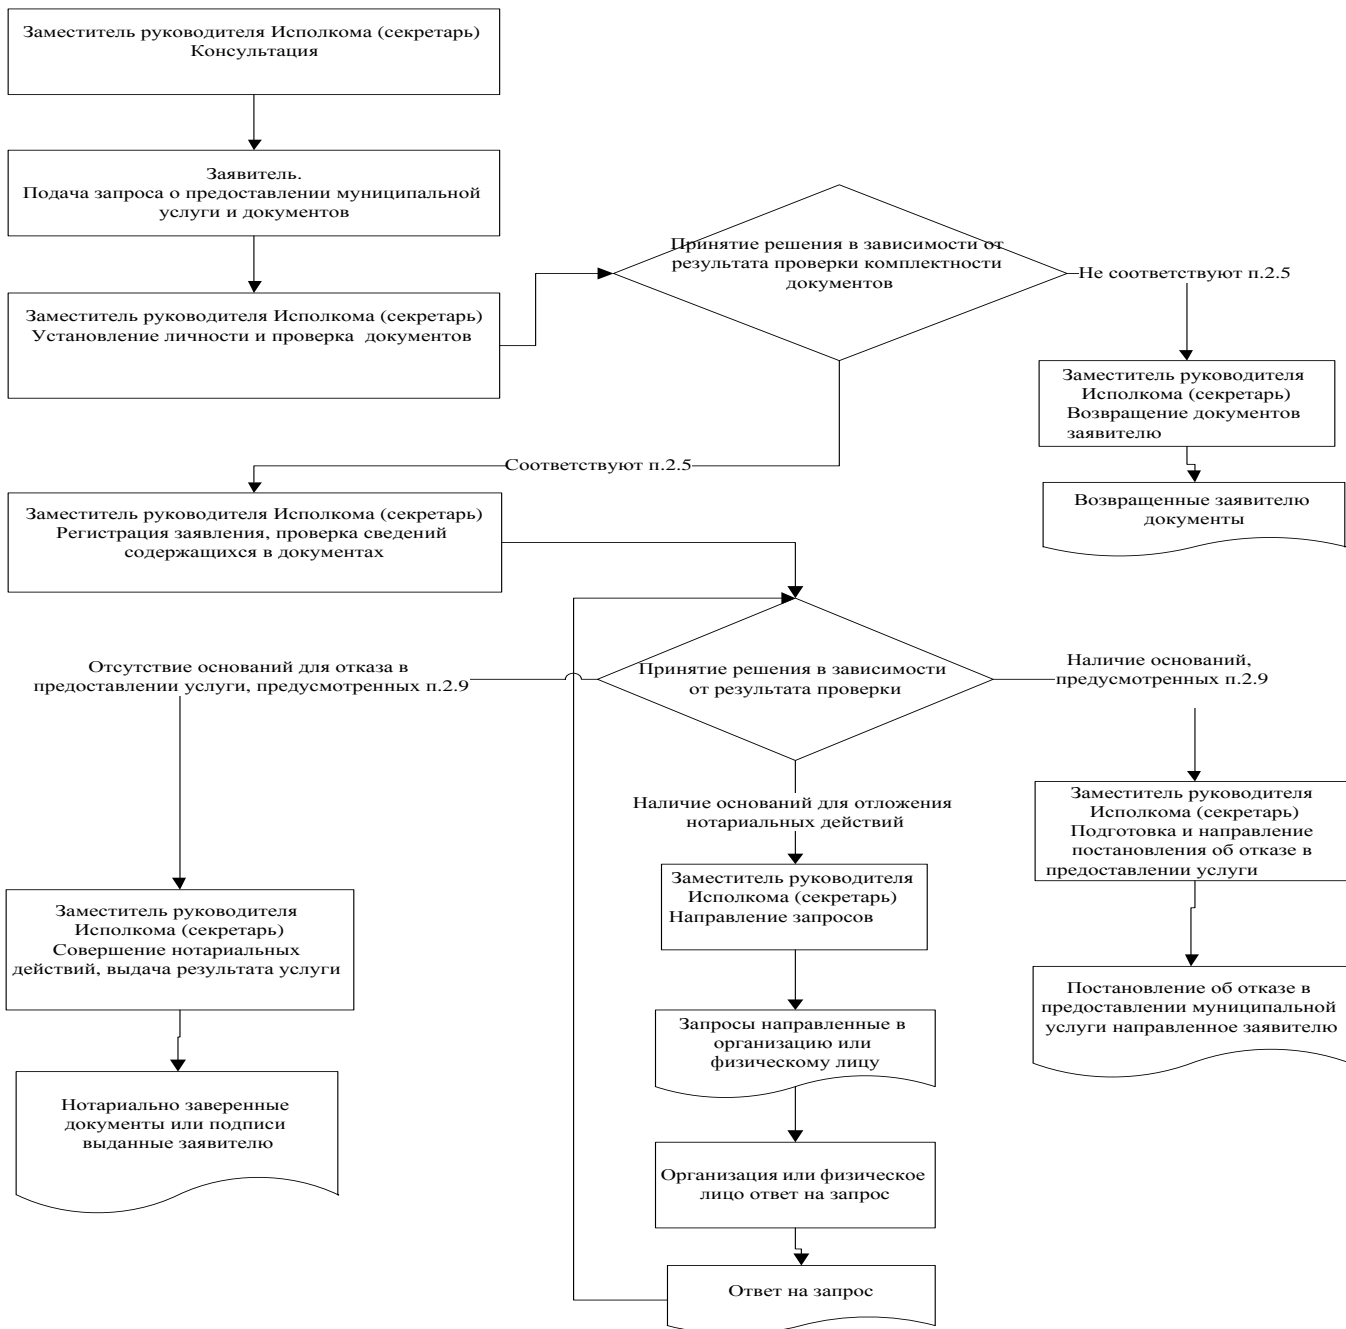 Заместитель руководителя Исполкома (секретарь)
Консультация
Заявитель.
Подача запроса о предоставлении муниципальной
услуги и документов
Заместитель руководителя Исполкома (секретарь)
Установление личности и проверка документов
Принятие решения в зависимости от
результата проверки комплектности
документов
Не соответствуют п.2.5
Заместитель руководителя
Исполкома (секретарь)
Возвращение документов
заявителю
Возвращенные заявителю
документы
Соответствуют п.2.5
Заместитель руководителя Исполкома (секретарь)
Регистрация заявления, проверка сведений
содержащихся в документах
Принятие решения в зависимости
от результата проверки
Отсутствие оснований для отказа в
предоставлении услуги, предусмотренных п.2.9
Наличие оснований,
предусмотренных п.2.9
Наличие оснований для отложения
нотариальных действий
Заместитель руководителя
Исполкома (секретарь)
Совершение нотариальных
действий, выдача результата услуги
Нотариально заверенные
документы или подписи
выданные заявителю
Заместитель руководителя
Исполкома (секретарь)
Направление запросов
Запросы направленные в
организацию или
физическому лицу
Организация или физическое
лицо ответ на запрос
Ответ на запрос
Заместитель руководителя
Исполкома (секретарь)
Подготовка и направление
постановления об отказе в
предоставлении услуги
Постановление об отказе в
предоставлении муниципальной
услуги направленное заявителю